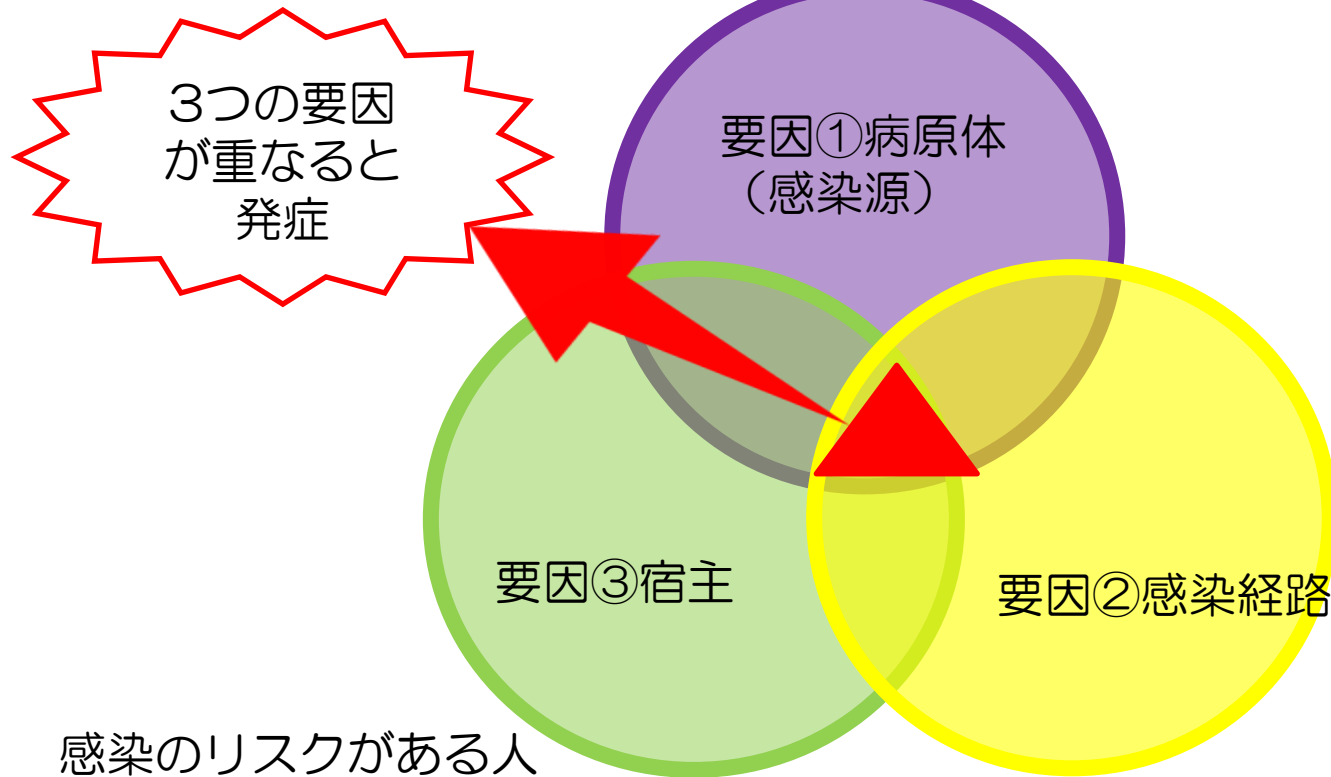 3つの要因
が重なると
発症
要因①病原体
（感染源）
要因③宿主
要因②感染経路
感染のリスクがある人